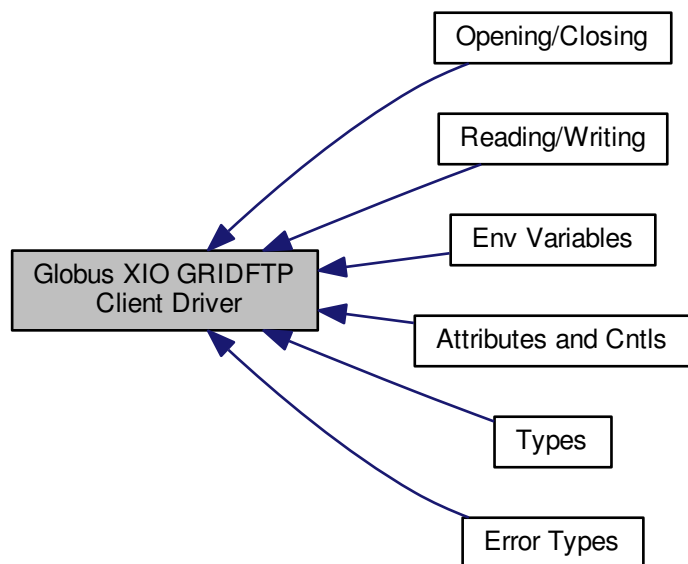 Opening/Closing
Reading/Writing
Env Variables
Globus XIO GRIDFTP
Client Driver
Attributes and Cntls
Types
Error Types